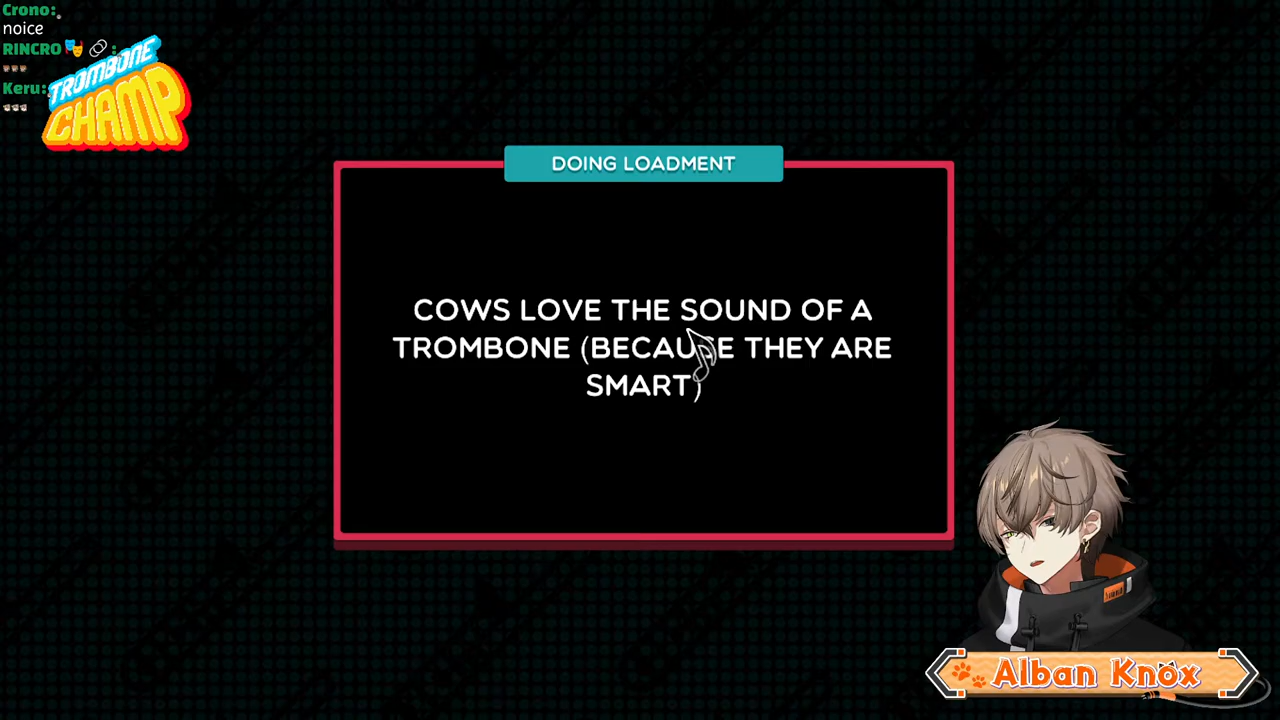 Crono:
noice
RINCRO🎭🔗:
Keru:
TROMBONE
CHAMP
DOING LOADMENT
COWS LOVE THE SOUND OF A
TROMBONE (BECAUSE THEY ARE
SMART)
Alban Knox